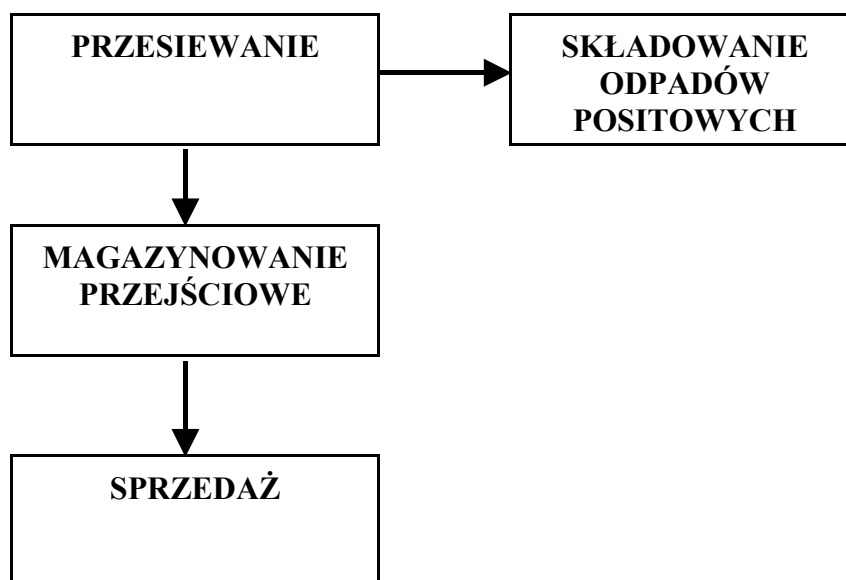 PRZESIEWANIE
SKŁADOWANIE
ODPADÓW
POSITOWYCH
MAGAZYNOWANIE
PRZEJŚCIOWE
SPRZEDAŻ